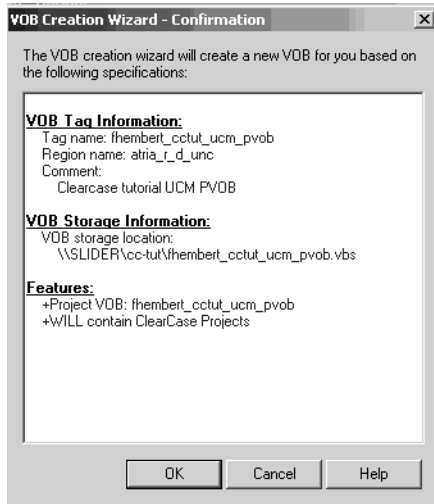 VOB Creation Wizard - Confirmation
The VOB creation wizard will create a new VOB for you based on
the following specifications:
VOB Tag Information:
Tag name: fhembert_cctut_ucm_pvob
Region name: atria_r_d_unc
Comment:
Clearcase tutorial UCM PVOB
VOB Storage Information:
VOB storage location:
\\SLIDER\cc-tut\fhembert_cctut_ucm_pvob.vbs
Features:
+Project VOB: fhembert_cctut_ucm_pvob
+WILL contain ClearCase Projects
OK Cancel Help